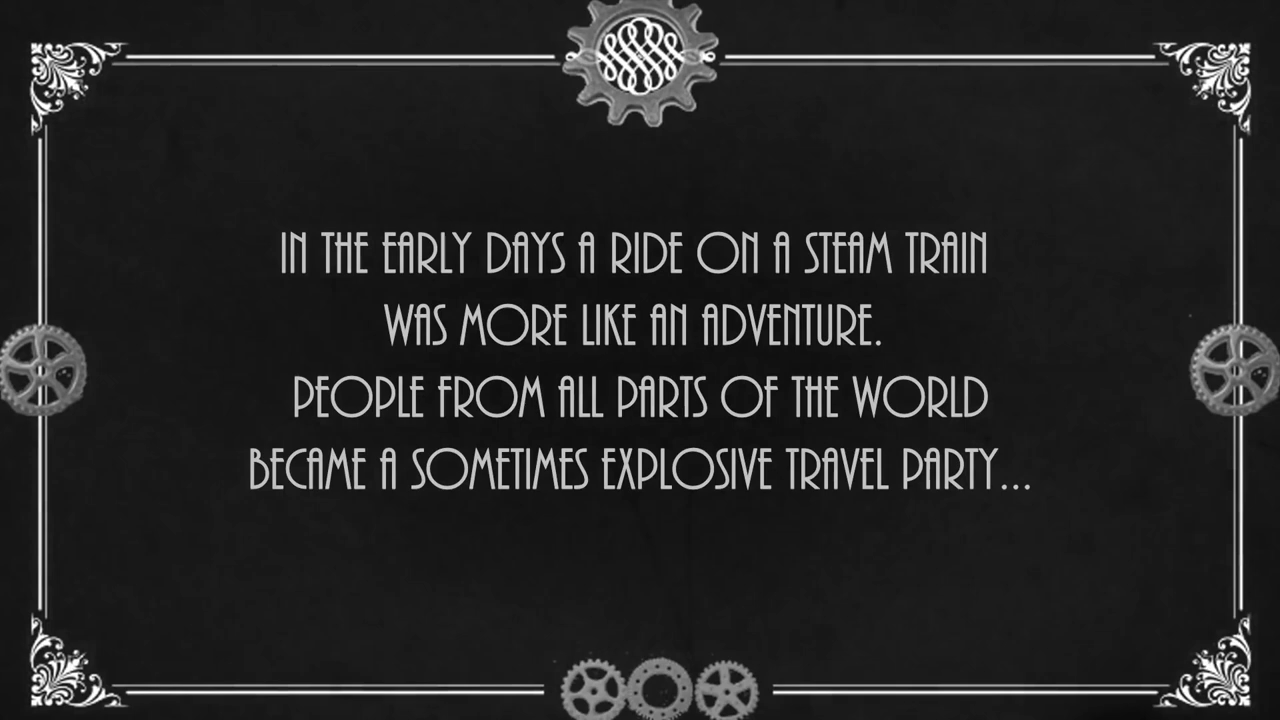 IN THE EARLY DAYS A RIDE ON A STEAM TRAIN
WAS MORE LIKE AN ADVENTURE.
PEOPLE FROM ALL PARTS OF THE WORLD
BECAME A SOMETIMES EXPLOSIVE TRAVEL PARTY...